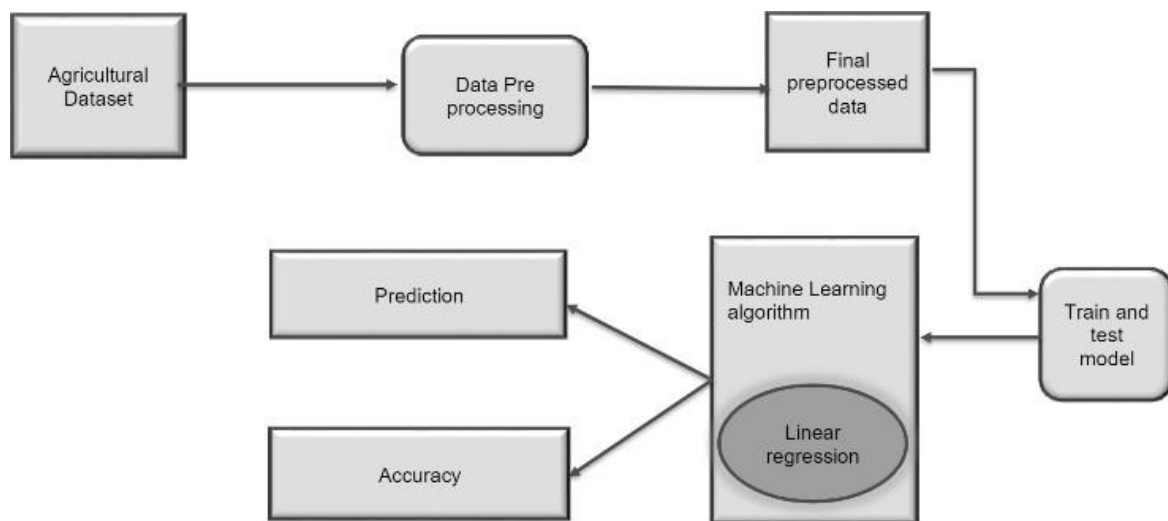 Agricultural
Dataset
Data Pre
processing
Final
preprocessed
data
Train and
test
model
Machine Learning
algorithm
Linear
regression
Prediction
Accuracy